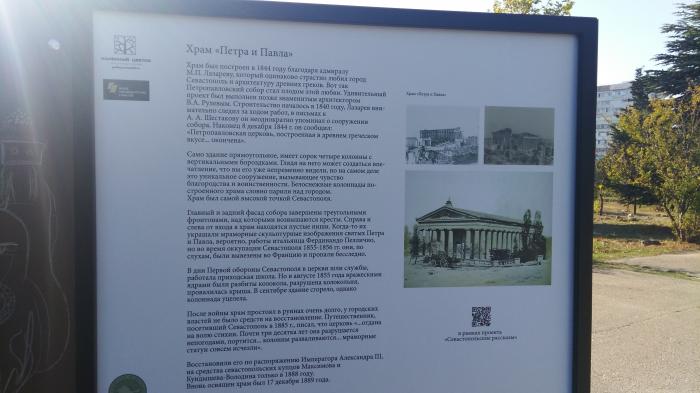 Храм «Петра и Павла»
Храм был построен в 1844 году благодаря адмиралу
М.П. Лазареву, который одинаково страстно любил город
Севастополь и архитектуру древних греков. Вот так
Петропавловский собор стал плодом этой любви. Удивительный
проект был выполнен позже знаменитым архитектором
В.А. Рулевым. Строительство началось в 1840 году, Лазарев вни-
мательно следил за ходом работ, в письмах к
А. А. Шестакову он неоднократно упоминал о сооружении
собора. Наконец 8 декабря 1844 г. он сообщил:
«Петропавловская церковь, построенная в древнем греческом
вкусе... окончена».
Само здание прямоугольное, имеет сорок четыре колонны с
вертикальными бороздками. Глядя на него может создаться впе-
чатление, что вы его уже непременно видели, но на самом деле
это уникальное сооружение, вызывающее чувство
благородства и воинственности. Белоснежные колоннады по-
строенного храма словно парили над городом.
Храм был самой высокой точкой Севастополя.
Главный и задний фасад собора завершены треугольными
фронтонами, над которыми возвышаются кресты. Справа и
слева от входа в храм находятся пустые ниши. Когда-то их
украшали мраморные скульптурные изображения святых Петра
и Павла, вероятно, работы итальянца Фердинандо Пелличио,
но во время оккупации Севастополя 1855-1856 гг. они, по
слухам, были вывезены во Францию и пропали бесследно.
В дни Первой обороны Севастополя в церкви шли службы,
работала приходская школа. Но в августе 1855 года вражескими
ядрами были разбиты колокола, разрушена колокольня,
провалилась крыша. В сентябре здание сгорело, однако
колоннада уцелела.
После войны храм простоял в руинах очень долго, у городских
властей не было средств на восстановление. Путешественник,
посетивший Севастополь в 1885 г., писал, что церковь «...отдана
на волю стихии. Почти три десятка лет она разрушается
непогодами, портится... колонны разваливаются... мраморные
статуи совсем исчезли».
Восстановили его по распоряжению Императора Александра III,
на средства севастопольских купцов Максимова и
Кундышева-Володина только в 1888 году.
Вновь освящен храм был 17 декабря 1889 года.
Храм «Петра и Павла»
в рамках проекта
«Севастопольские рассказы»